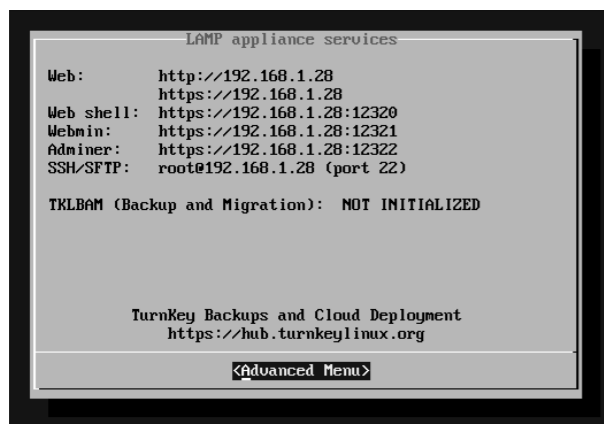 LAMP appliance services
Web: http://192.168.1.28
https://192.168.1.28
Web shell: https://192.168.1.28:12320
Webmin: https://192.168.1.28:12321
Adminer: https://192.168.1.28:12322
SSH/SFTP: root@192.168.1.28 (port 22)
TKLBAM (Backup and Migration): NOT INITIALIZED
TurnKey Backups and Cloud Deployment
https://hub.turnkeylinux.org
<Advanced Menu>